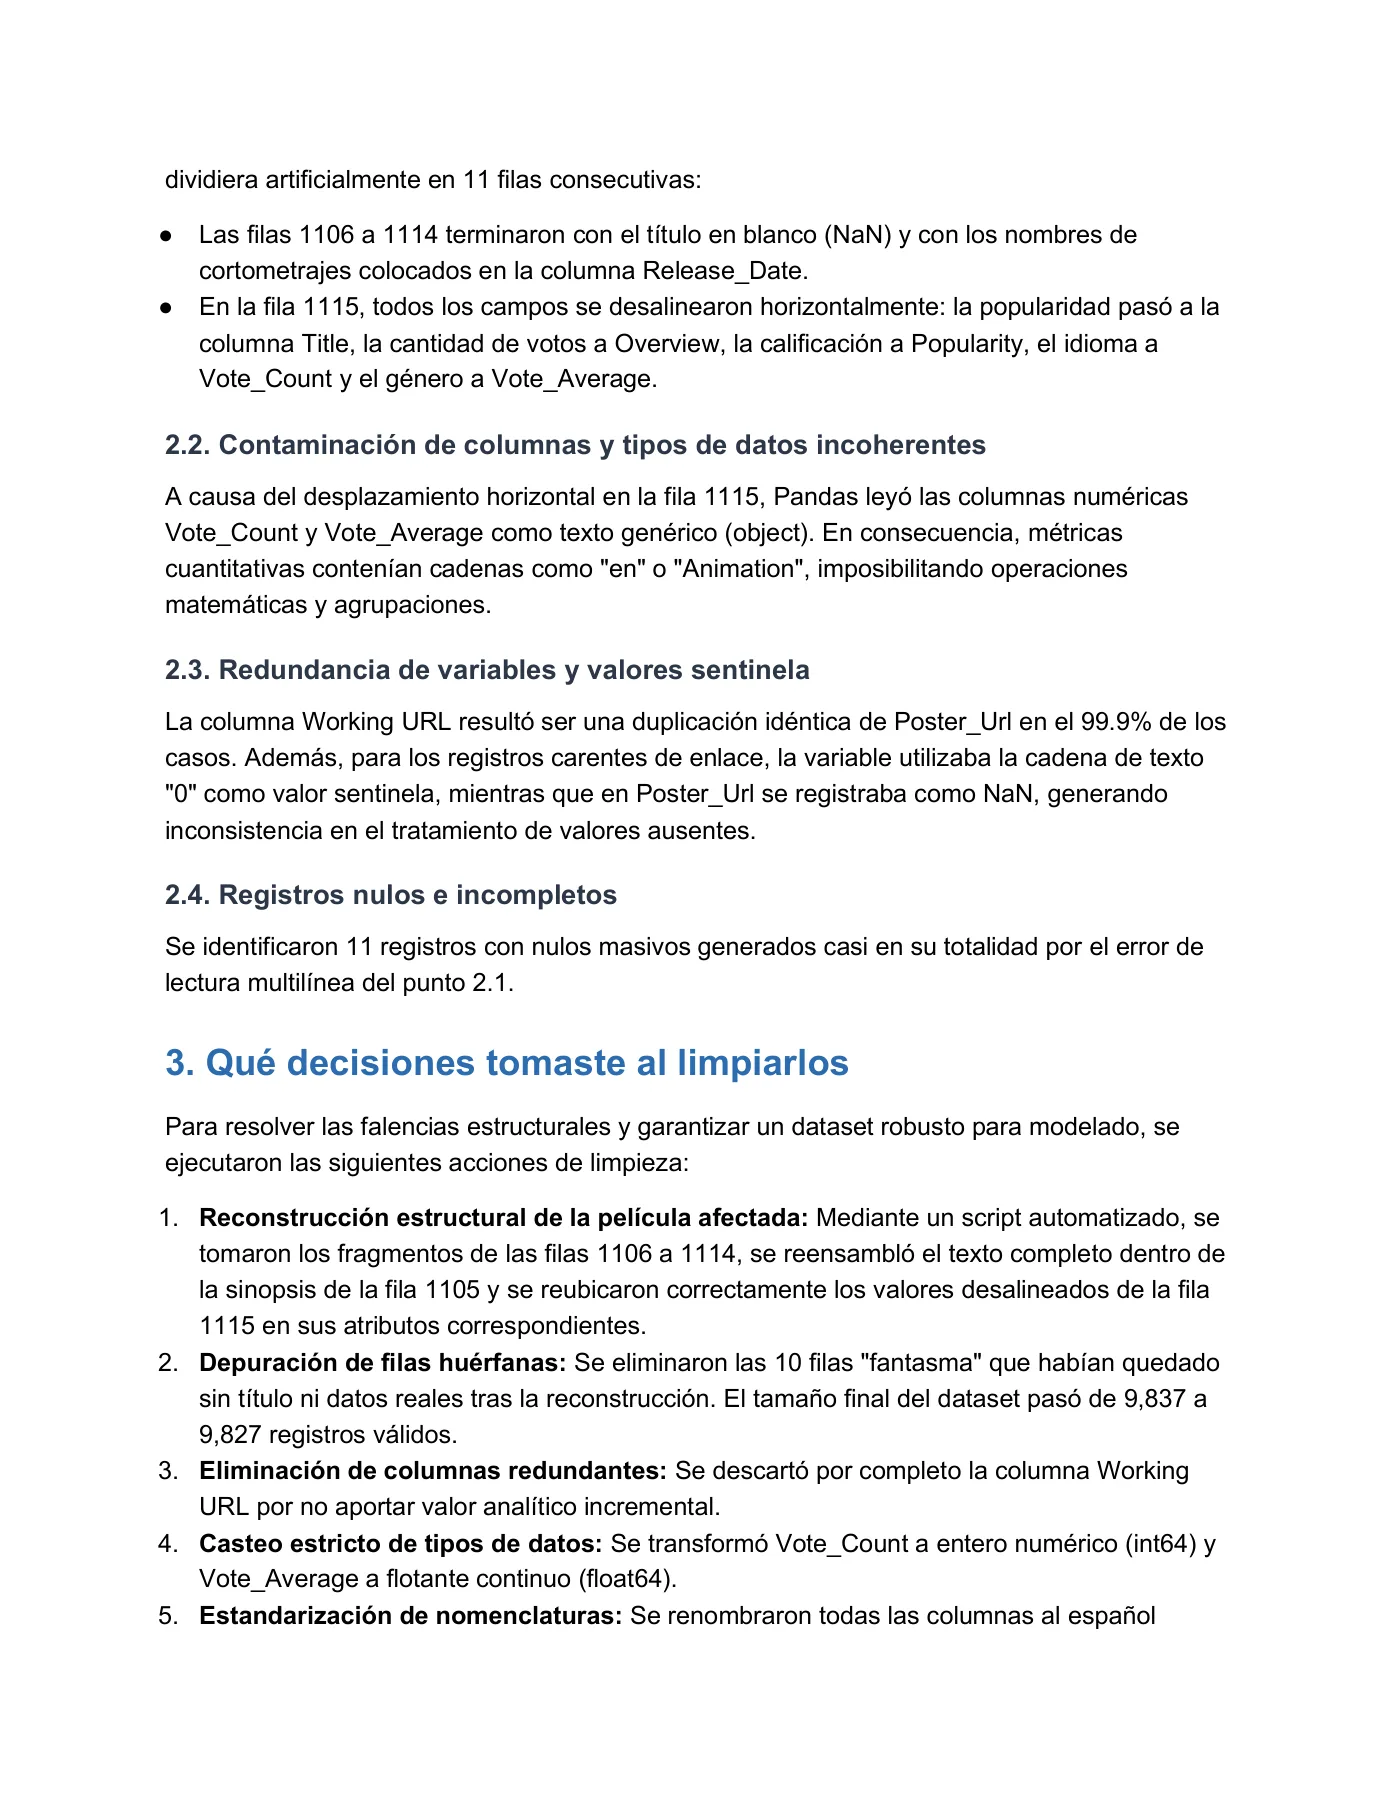 dividiera artificialmente en 11 filas consecutivas:
● Las filas 1106 a 1114 terminaron con el título en blanco (NaN) y con los nombres de
cortometrajes colocados en la columna Release_Date.
● En la fila 1115, todos los campos se desalinearon horizontalmente: la popularidad pasó a la
columna Title, la cantidad de votos a Overview, la calificación a Popularity, el idioma a
Vote_Count y el género a Vote_Average.
2.2. Contaminación de columnas y tipos de datos incoherentes
A causa del desplazamiento horizontal en la fila 1115, Pandas leyó las columnas numéricas
Vote_Count y Vote_Average como texto genérico (object). En consecuencia, métricas
cuantitativas contenían cadenas como "en" o "Animation", imposibilitando operaciones
matemáticas y agrupaciones.
2.3. Redundancia de variables y valores sentinela
La columna Working URL resultó ser una duplicación idéntica de Poster_Url en el 99.9% de los
casos. Además, para los registros carentes de enlace, la variable utilizaba la cadena de texto
"0" como valor sentinela, mientras que en Poster_Url se registraba como NaN, generando
inconsistencia en el tratamiento de valores ausentes.
2.4. Registros nulos e incompletos
Se identificaron 11 registros con nulos masivos generados casi en su totalidad por el error de
lectura multilínea del punto 2.1.
3. Qué decisiones tomaste al limpiarlos
Para resolver las falencias estructurales y garantizar un dataset robusto para modelado, se
ejecutaron las siguientes acciones de limpieza:
1. Reconstrucción estructural de la película afectada: Mediante un script automatizado, se
tomaron los fragmentos de las filas 1106 a 1114, se reensambló el texto completo dentro de
la sinopsis de la fila 1105 y se reubicaron correctamente los valores desalineados de la fila
1115 en sus atributos correspondientes.
2. Depuración de filas huérfanas: Se eliminaron las 10 filas "fantasma" que habían quedado
sin título ni datos reales tras la reconstrucción. El tamaño final del dataset pasó de 9,837 a
9,827 registros válidos.
3. Eliminación de columnas redundantes: Se descartó por completo la columna Working
URL por no aportar valor analítico incremental.
4. Casteo estricto de tipos de datos: Se transformó Vote_Count a entero numérico (int64) y
Vote_Average a flotante continuo (float64).
5. Estandarización de nomenclaturas: Se renombraron todas las columnas al español